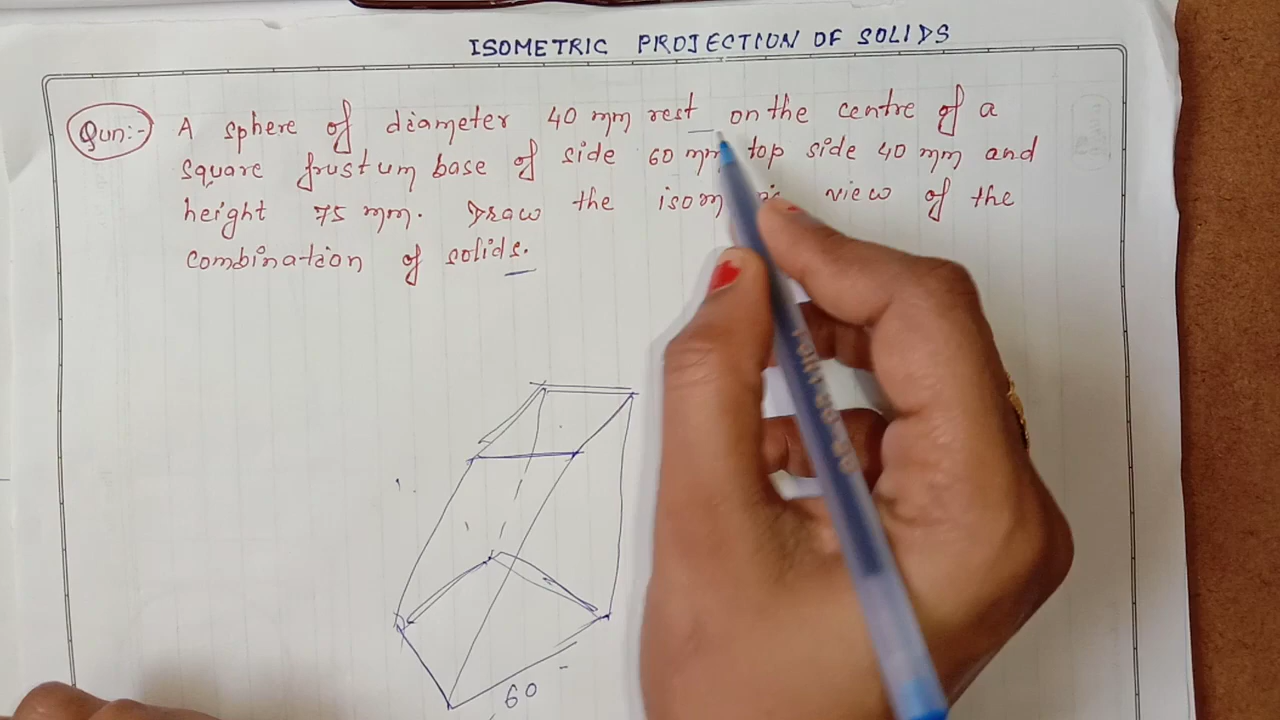 ISOMETRIC PROJECTION OF SOLIDS
Qun:- A sphere of diameter 40 mm rest on the centre of a
square frustum base of side 60 mm top side 40 mm and
height 75 mm. Draw the view of the
combination of solids.
60